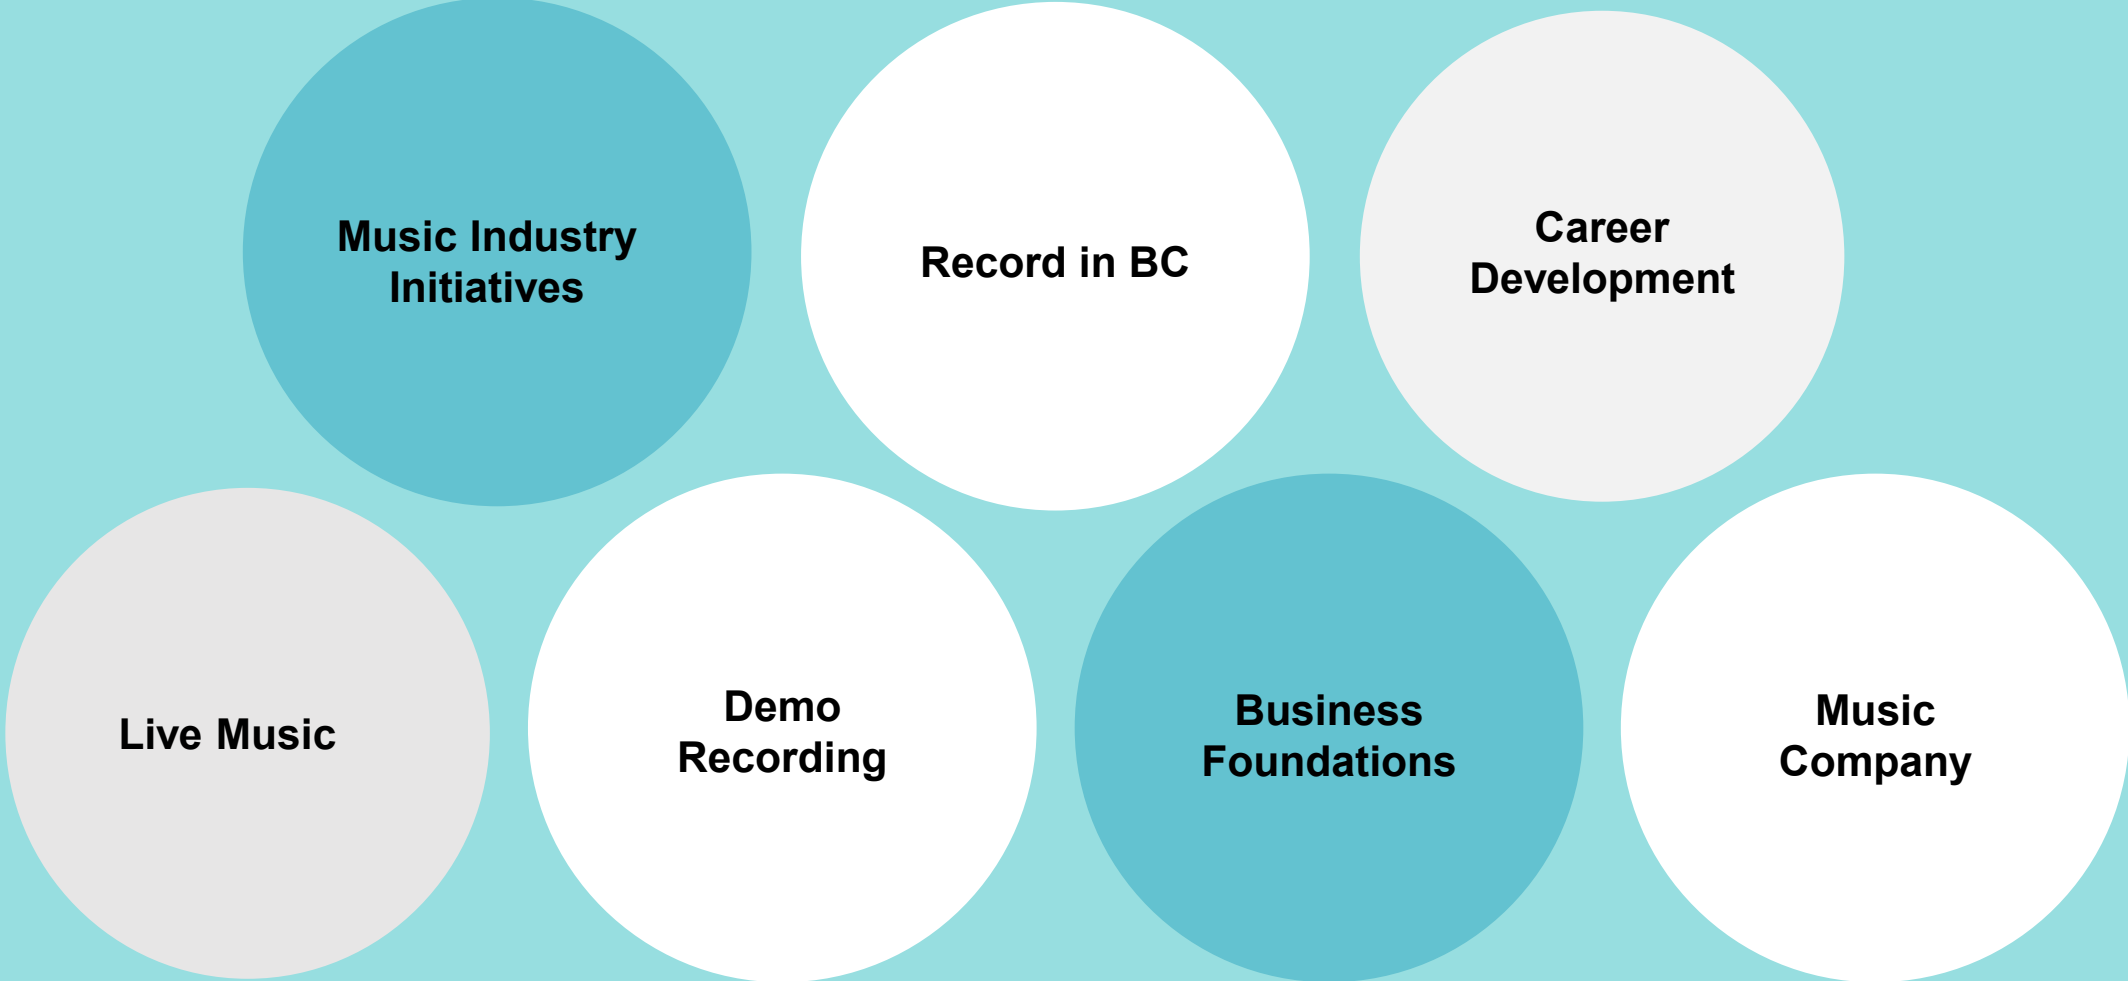 Music Industry
Initiatives
Record in BC
Career
Development
Live Music
Demo
Recording
Business
Foundations
Music
Company